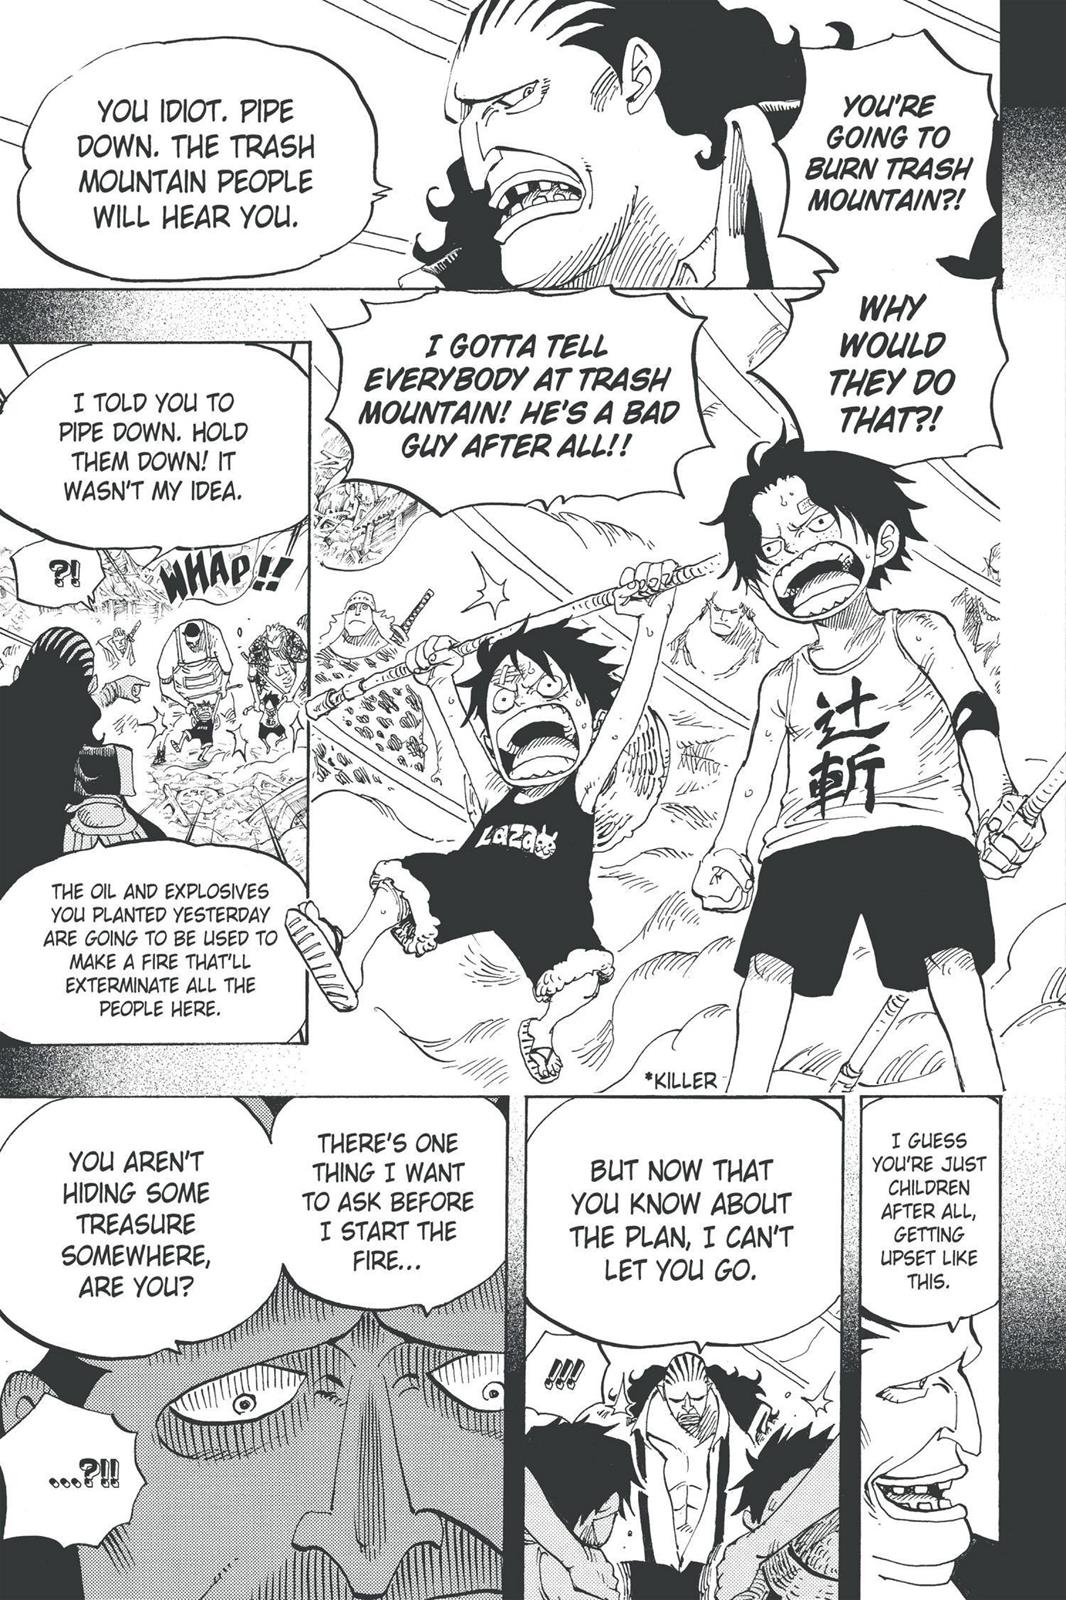 YOU'RE
GOING TO
BURN TRASH
MOUNTAIN?!
YOU IDIOT. PIPE
DOWN. THE TRASH
MOUNTAIN PEOPLE
WILL HEAR YOU.
WHY
WOULD
THEY DO
THAT?!
I GOTTA TELL
EVERYBODY AT TRASH
MOUNTAIN! HE'S A BAD
GUY AFTER ALL!!
辻
斬
Laza
*KILLER
I TOLD YOU TO
PIPE DOWN. HOLD
THEM DOWN! IT
WASN'T MY IDEA.
?!
WHAP!!
THE OIL AND EXPLOSIVES
YOU PLANTED YESTERDAY
ARE GOING TO BE USED TO
MAKE A FIRE THAT'LL
EXTERMINATE ALL THE
PEOPLE HERE.
I GUESS
YOU'RE JUST
CHILDREN
AFTER ALL,
GETTING
UPSET LIKE
THIS.
BUT NOW THAT
YOU KNOW ABOUT
THE PLAN, I CAN'T
LET YOU GO.
!!!
THERE'S ONE
THING I WANT
TO ASK BEFORE
I START THE
FIRE...
YOU AREN'T
HIDING SOME
TREASURE
SOMEWHERE,
ARE YOU?
...?!!